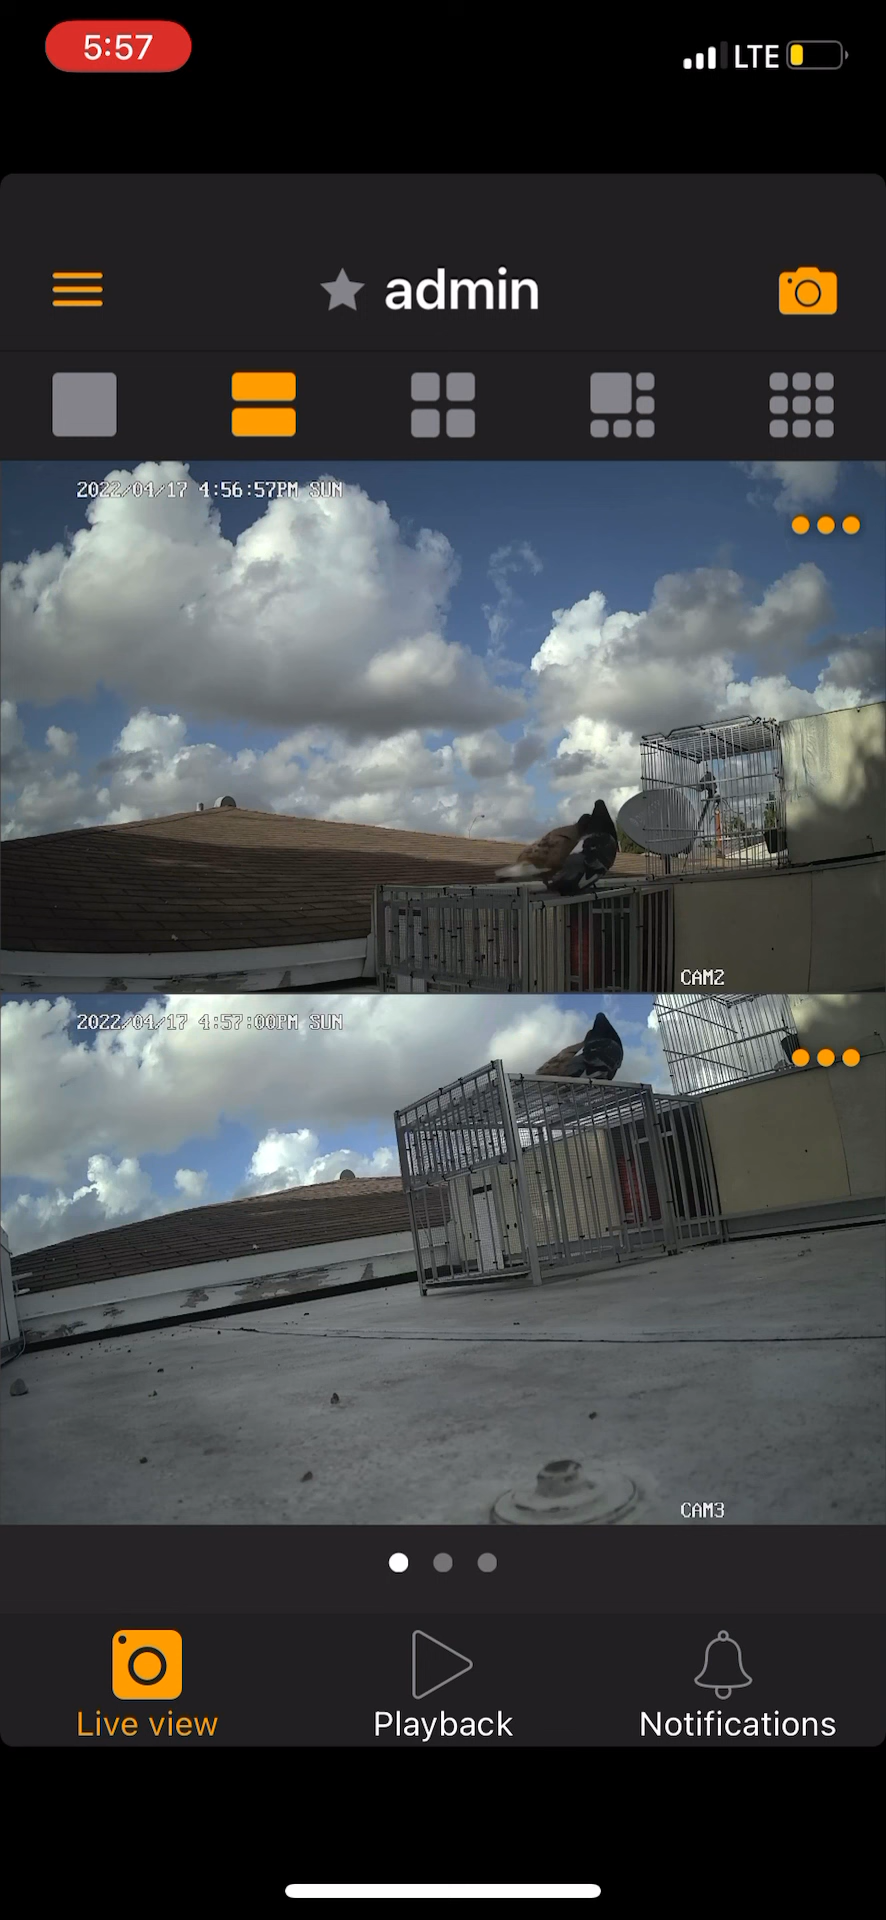 5:57
LTE
admin
2022/04/17 4:56:57PM SUN
CAM2
2022/04/17 4:57:00PM SUN
CAM3
Live view
Playback
Notifications